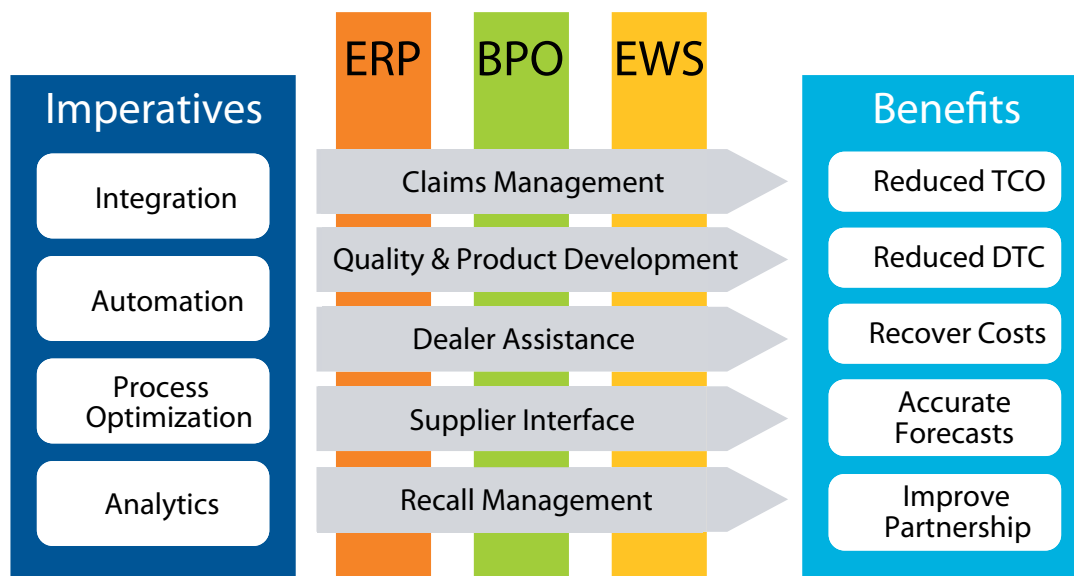 Imperatives
Integration
Automation
Process
Optimization
Analytics
ERP
BPO
EWS
Claims Management
Quality & Product Development
Dealer Assistance
Supplier Interface
Recall Management
Benefits
Reduced TCO
Reduced DTC
Recover Costs
Accurate
Forecasts
Improve
Partnership